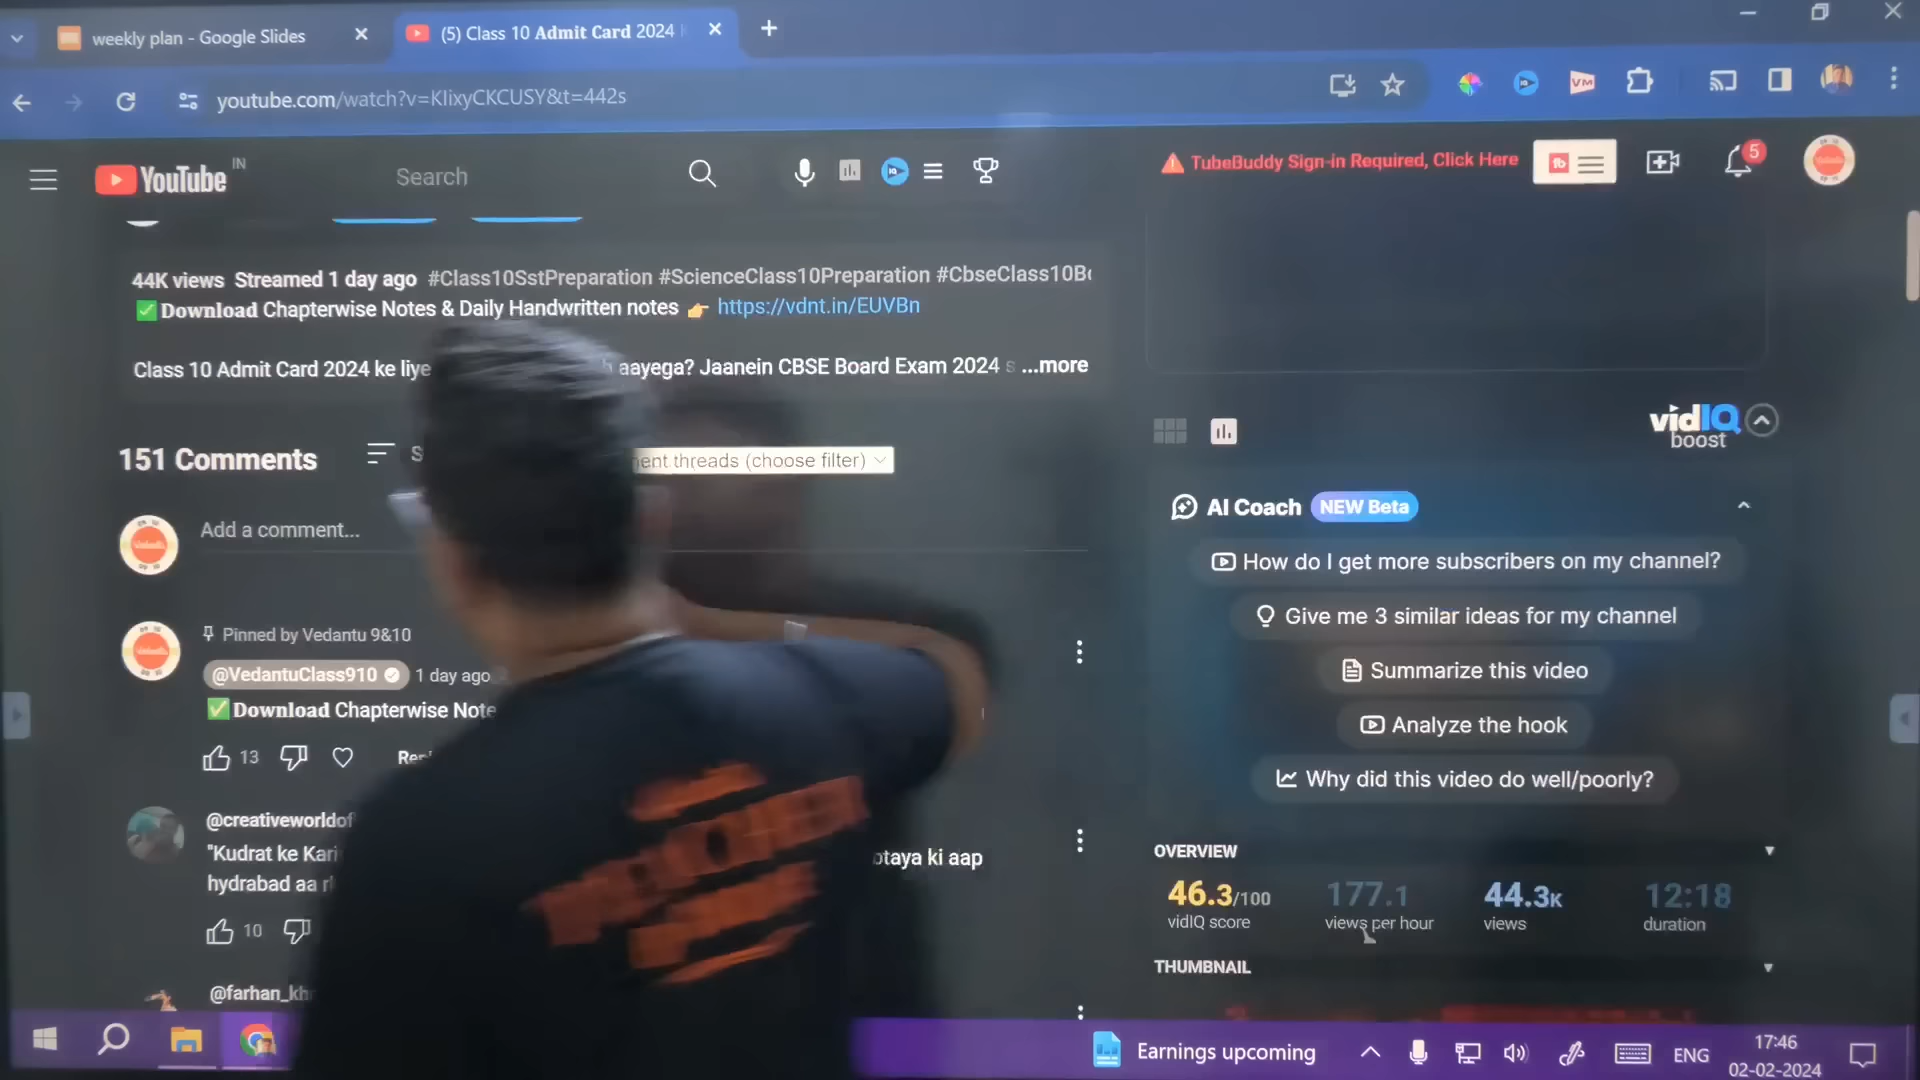 weekly plan - Google Slides
(5) Class 10 Admit Card 2024
youtube.com/watch?v=KlixyCKCUSY&t=442s
YouTube IN
Search
TubeBuddy Sign-in Required, Click Here
tb
5
44K views Streamed 1 day ago #Class10SstPreparation #ScienceClass10Preparation #CbseClass10B
✅Download Chapterwise Notes & Daily Handwritten notes 👉 https://vdnt.in/EUVBn
Class 10 Admit Card 2024 ke liye aayega? Jaanein CBSE Board Exam 2024 s ...more
151 Comments
threads (choose filter)
Add a comment...
Pinned by Vedantu 9&10
@VedantuClass910 1 day ago
✅Download Chapterwise Note
13
@creativeworldof
"Kudrat ke Kari
otaya ki aap
hydrabad aa
10
@farhan_kh
vidIQ
boost
AI Coach NEW Beta
How do I get more subscribers on my channel?
Give me 3 similar ideas for my channel
Summarize this video
Analyze the hook
Why did this video do well/poorly?
OVERVIEW
46.3/100 177.1 44.3K 12:18
vidIQ score views per hour views duration
THUMBNAIL
Earnings upcoming
ENG
17:46
02-02-2024